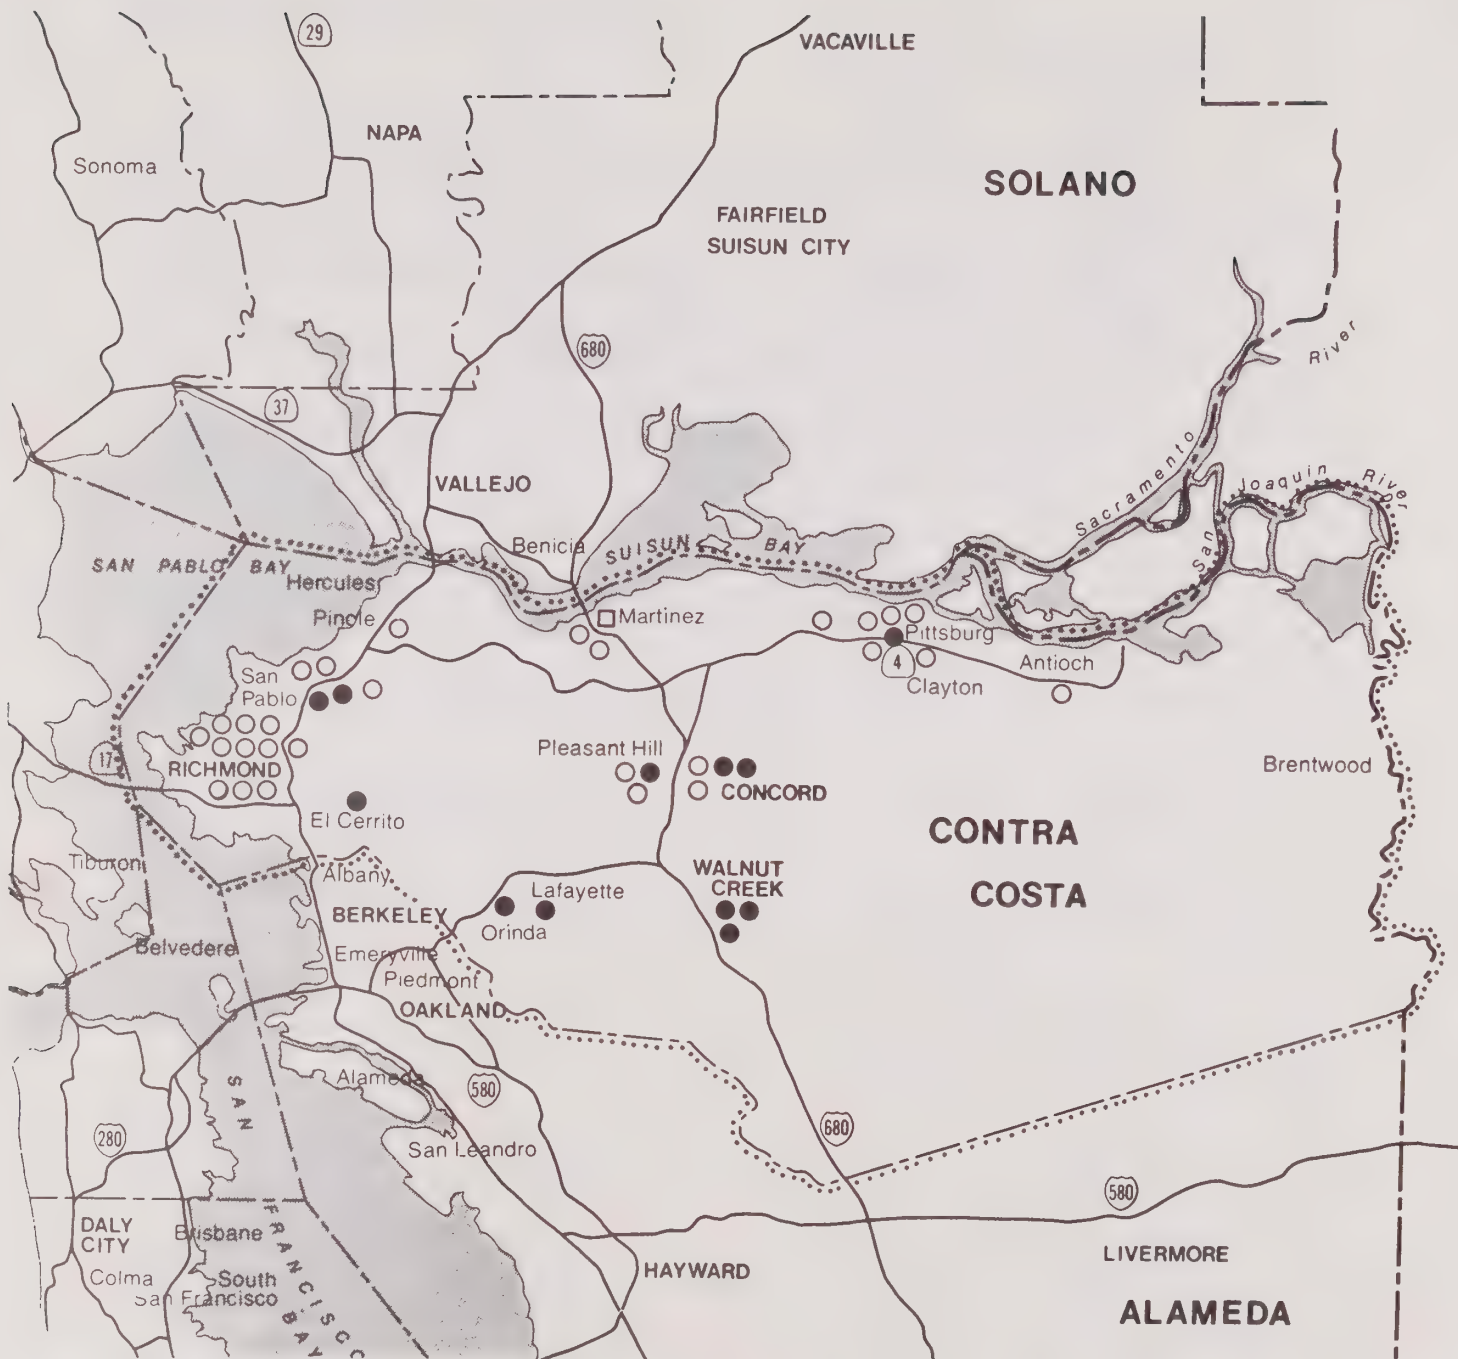 29
VACAVILLE
NAPA
Sonoma
SOLANO
FAIRFIELD
SUISUN CITY
River
680
37
Sacramento
Joaquin River
River
San
VALLEJO
Benicia
SUISUN BAY
SAN PABLO BAY
Hercules
Pinole
Martinez
Pittsburg
4
Antioch
Clayton
San
Pablo
Pleasant Hill
17
RICHMOND
CONCORD
Brentwood
El Cerrito
CONTRA
COSTA
Tiburon
Albany
WALNUT
CREEK
Lafayette
BERKELEY
Orinda
Belvedere
Emeryville
Piedmont
OAKLAND
Alameda
580
SAN
280
San Leandro
680
580
FRANCISCO
BAY
DALY
CITY
Brisbane
Colma
South
San Francisco
HAYWARD
LIVERMORE
ALAMEDA